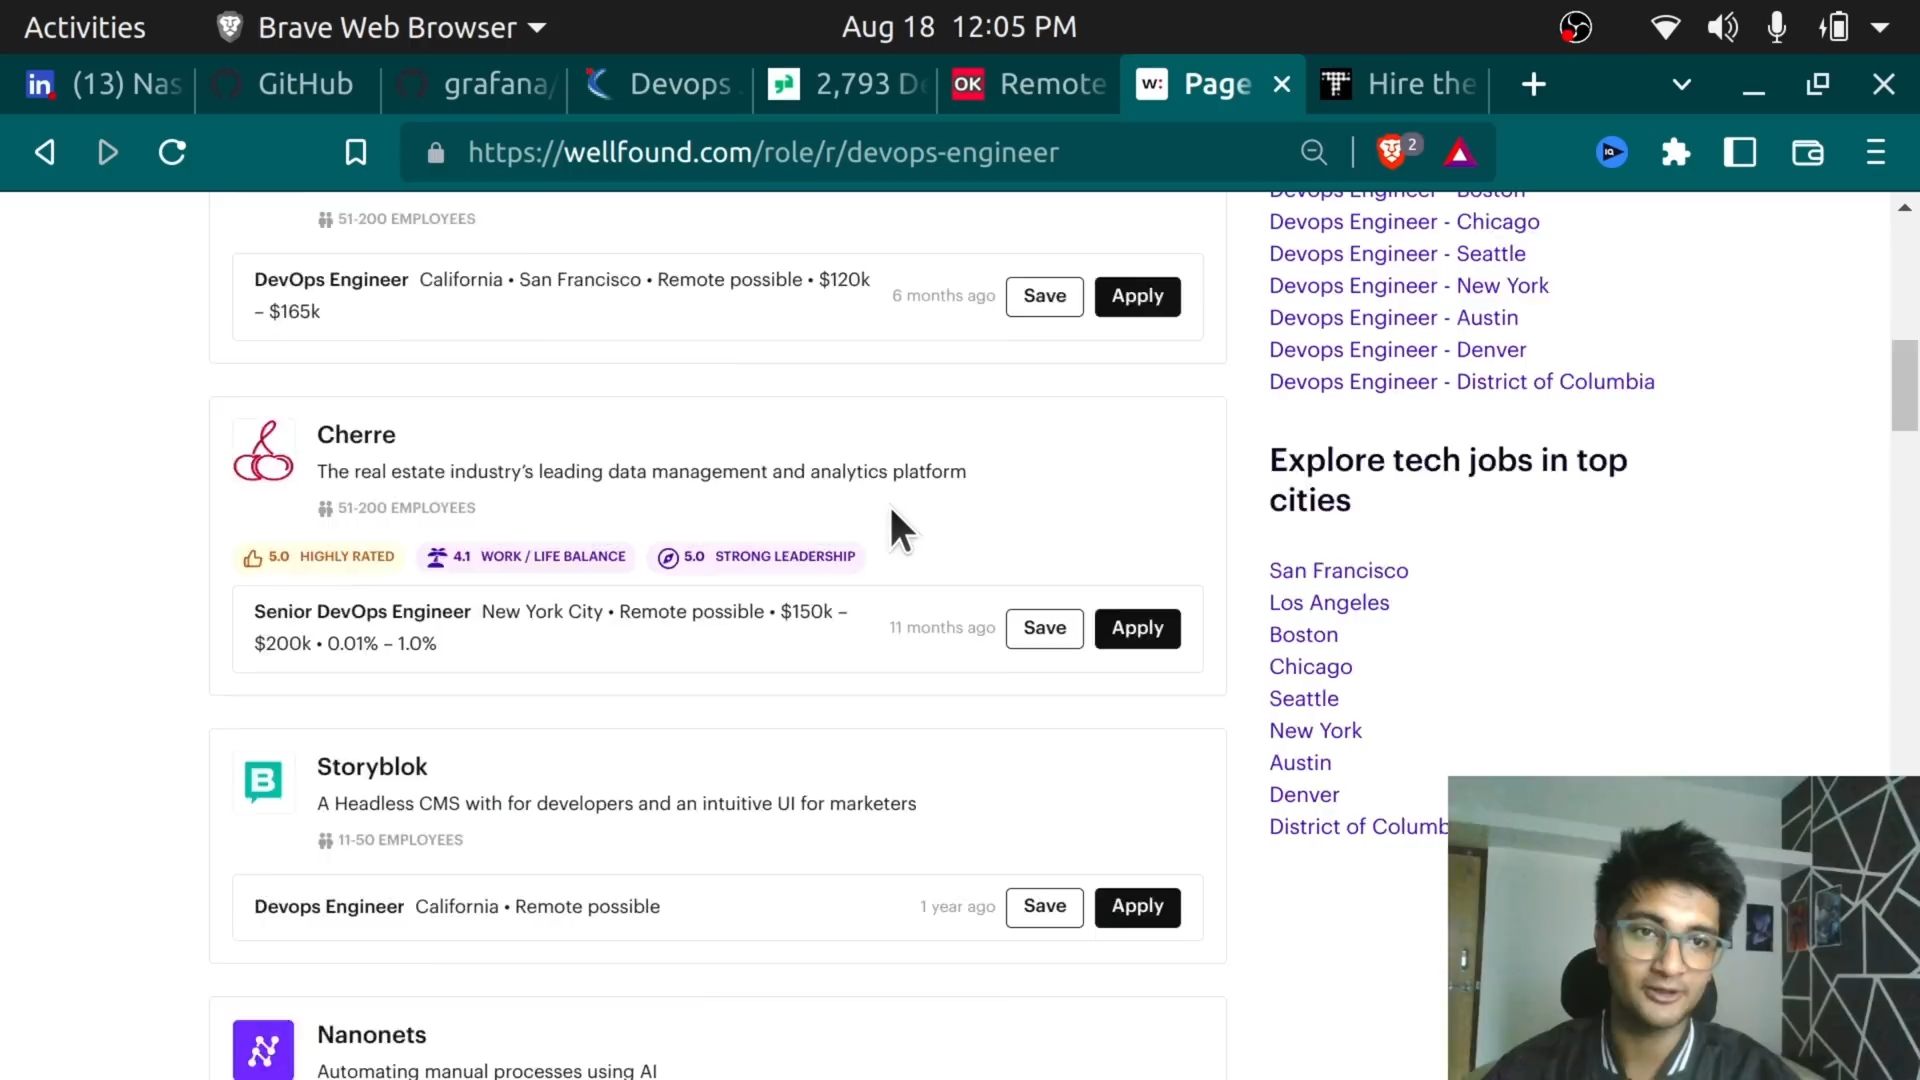 Activities
Brave Web Browser
Aug 18 12:05 PM
in (13) Nas
GitHub
grafana/
Devops
2,793 De
OK Remote
w: Page
Hire the
https://wellfound.com/role/r/devops-engineer
2
51-200 EMPLOYEES
DevOps Engineer California • San Francisco • Remote possible • $120k
– $165k
6 months ago
Save
Apply
Cherre
The real estate industry’s leading data management and analytics platform
51-200 EMPLOYEES
5.0 HIGHLY RATED
4.1 WORK / LIFE BALANCE
5.0 STRONG LEADERSHIP
Senior DevOps Engineer New York City • Remote possible • $150k –
$200k • 0.01% – 1.0%
11 months ago
Save
Apply
Storyblok
A Headless CMS with for developers and an intuitive UI for marketers
11-50 EMPLOYEES
Devops Engineer California • Remote possible
1 year ago
Save
Apply
Nanonets
Automating manual processes using AI
Devops Engineer - Boston
Devops Engineer - Chicago
Devops Engineer - Seattle
Devops Engineer - New York
Devops Engineer - Austin
Devops Engineer - Denver
Devops Engineer - District of Columbia
Explore tech jobs in top
cities
San Francisco
Los Angeles
Boston
Chicago
Seattle
New York
Austin
Denver
District of Columb